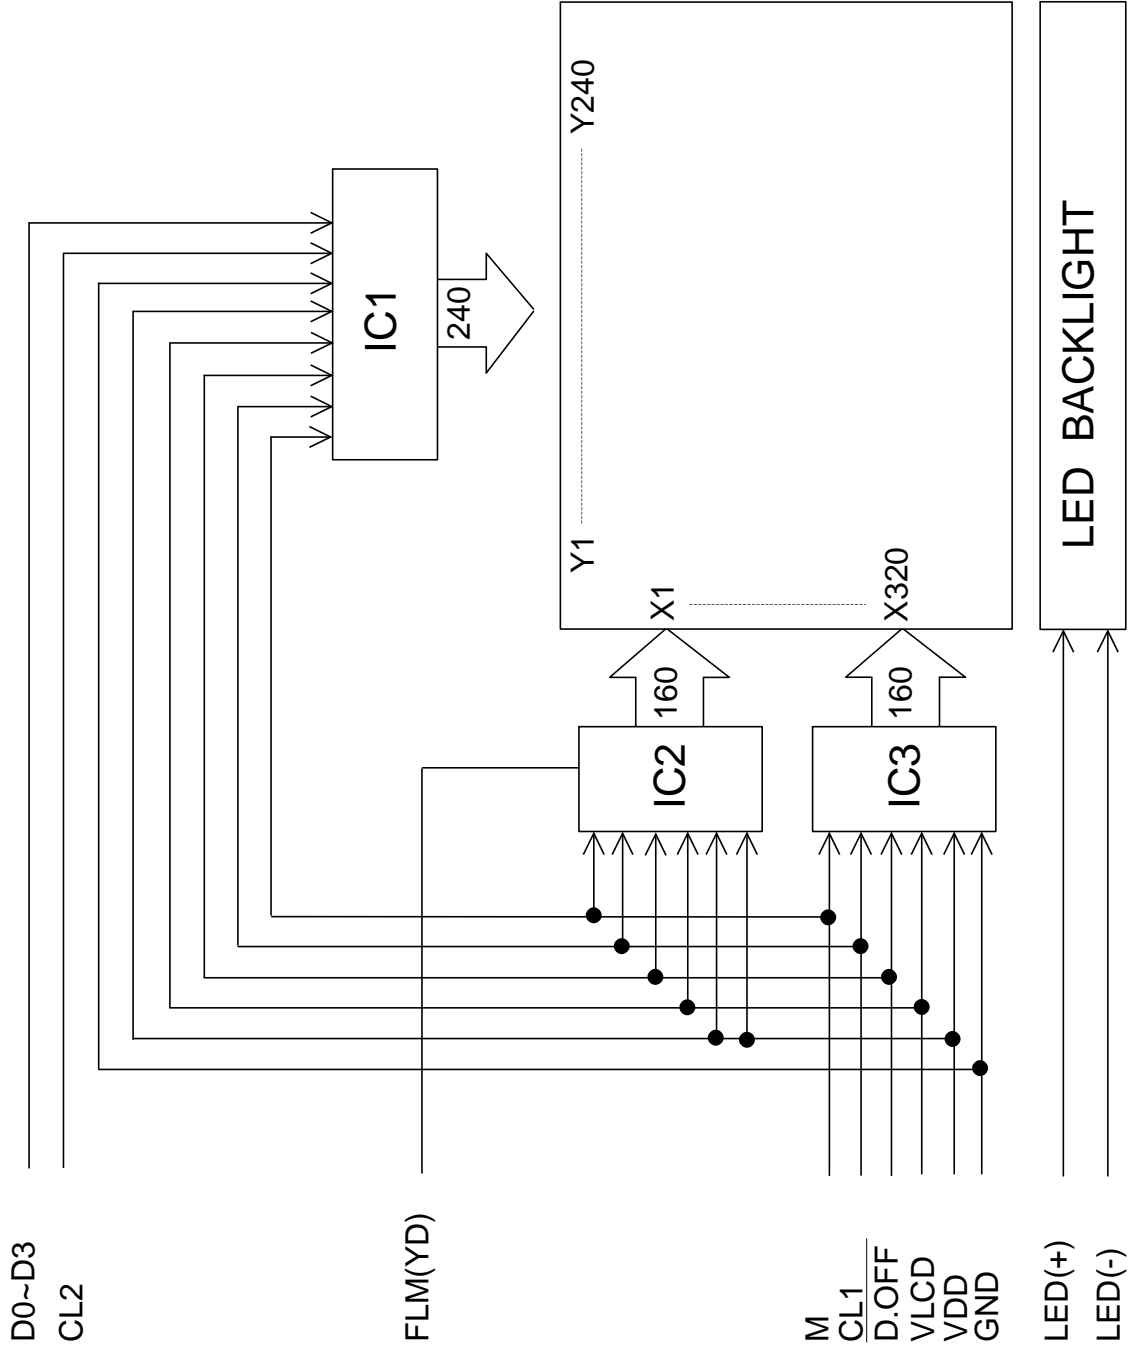 D0~D3
CL2
FLM(YD)
M
CL1
D.OFF
VLCD
VDD
GND
LED(+)
LED(-)
IC1
240
IC2
160
IC3
160
Y1
Y240
X1
X320
LED BACKLIGHT